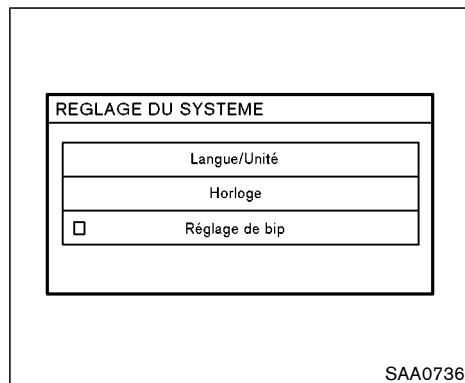 REGLAGE DU SYSTEME
Langue/Unité
Horloge
Réglage de bip
SAA0736